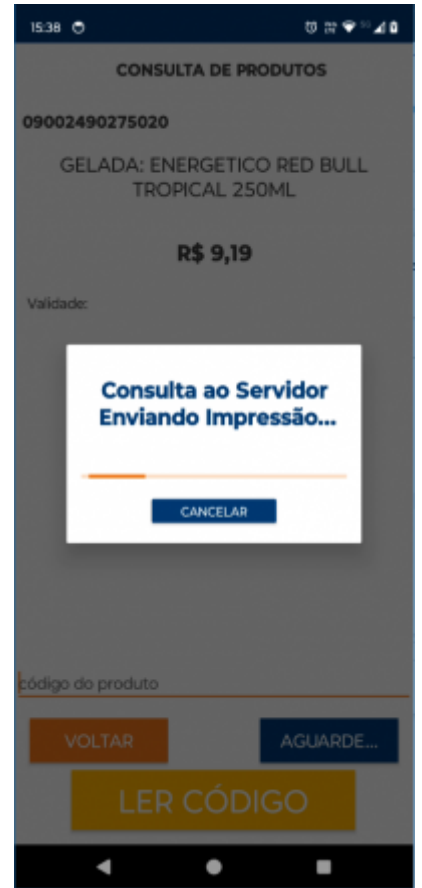 15:38
CONSULTA DE PRODUTOS
09002490275020
GELADA: ENERGETICO RED BULL
TROPICAL 250ML
R$ 9,19
Validade:
Consulta ao Servidor
Enviando Impressão...
CANCELAR
código do produto
VOLTAR
AGUARDE...
LER CÓDIGO